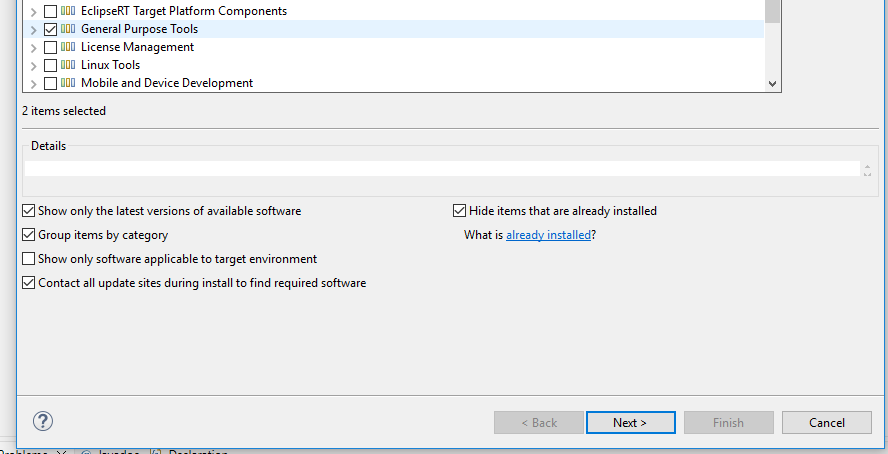 EclipseRT Target Platform Components
General Purpose Tools
License Management
Linux Tools
Mobile and Device Development
2 items selected
Details
Show only the latest versions of available software
Hide items that are already installed
Group items by category
What is already installed?
Show only software applicable to target environment
Contact all update sites during install to find required software
?
< Back
Next >
Finish
Cancel